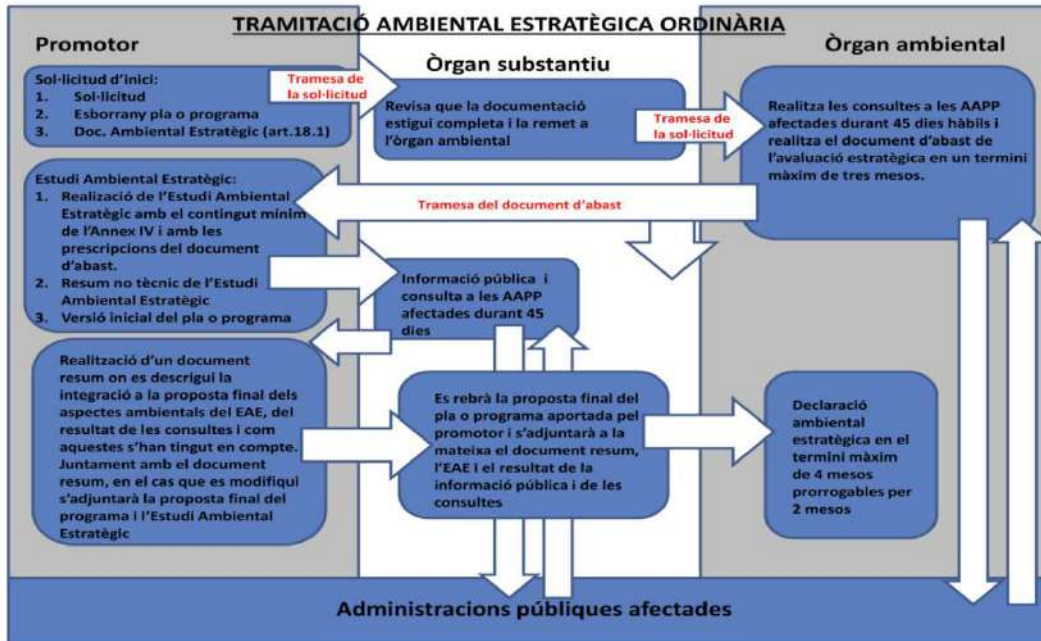 TRAMITACIÓ AMBIENTAL ESTRATÈGICA ORDINÀRIA
Promotor
Òrgan substantiu
Òrgan ambiental
Sol·licitud d'inici:
1. Sol·licitud
2. Esborrany pla o programa
3. Doc. Ambiental Estratègic (art.18.1)
Tramesa de
la sol·licitud
Revisa que la documentació
estigui completa i la remet a
l'òrgan ambiental
Tramesa de
la sol·licitud
Realitza les consultes a les AAPP
afectades durant 45 dies hàbils i
realitza el document d'abast de
l'avaluació estratègica en un termini
màxim de tres mesos.
Tramesa del document d'abast
Estudi Ambiental Estratègic:
1. Realizació de l'Estudi Ambiental
Estratègic amb el contingut mínim
de l'Annex IV i amb les
prescripcions del document
d'abast.
2. Resum no tècnic de l'Estudi
Ambiental Estratègic
3. Versió inicial del pla o programa
Informació pública i
consulta a les AAPP
afectades durant 45
dies
Realització d'un document
resum on es descrigui la
integració a la proposta final dels
aspectes ambientals del EAE, del
resultat de les consultes i com
aquestes s'han tingut en compte.
Juntament amb el document
resum, en el cas que es modifiqui
s'adjuntarà la proposta final del
programa i l'Estudi Ambiental
Estratègic
Es rebrà la proposta final del
pla o programa aportada pel
promotor i s'adjuntarà a la
mateixa el document resum,
l'EAE i el resultat de la
informació pública i de les
consultes
Declaració
ambiental
estratègica en el
termini màxim
de 4 mesos
prorrogables per
2 mesos
Administracions públiques afectades